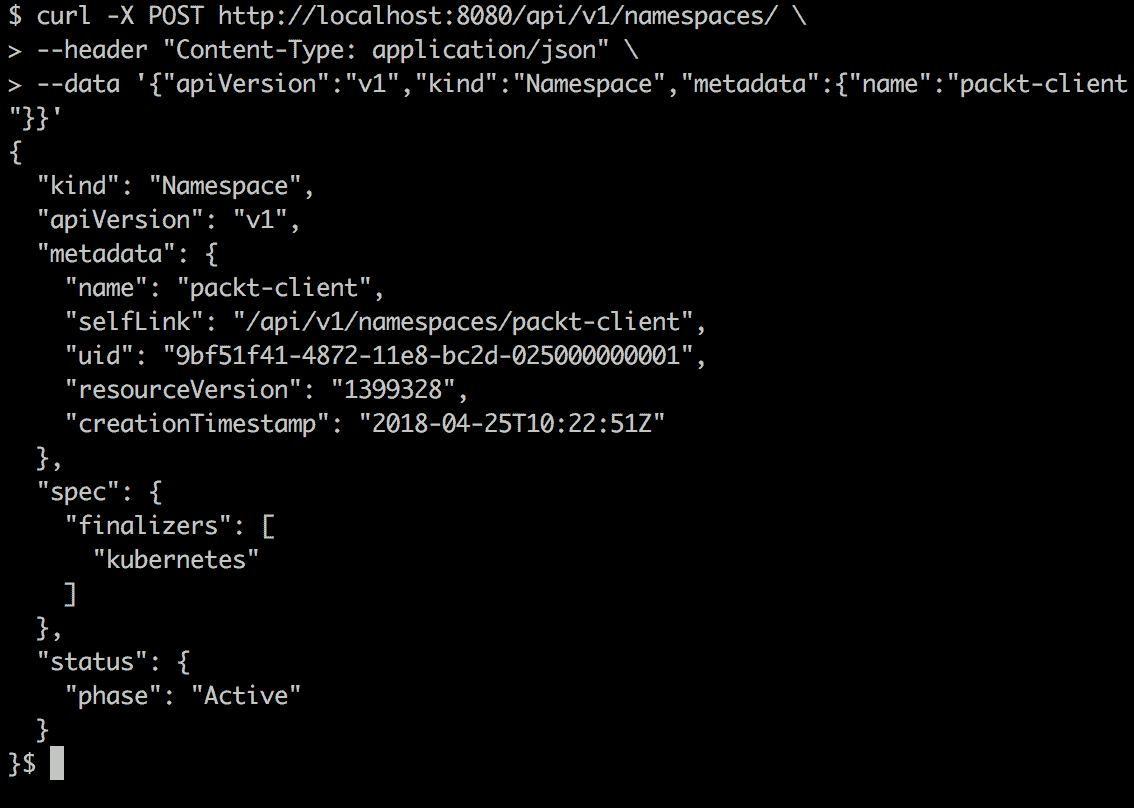 $ curl -X POST http://localhost:8080/api/v1/namespaces/ \
> --header "Content-Type: application/json" \
> --data '{"apiVersion":"v1","kind":"Namespace","metadata":{"name":"packt-client
"}}'
{
  "kind": "Namespace",
  "apiVersion": "v1",
  "metadata": {
    "name": "packt-client",
    "selfLink": "/api/v1/namespaces/packt-client",
    "uid": "9bf51f41-4872-11e8-bc2d-025000000001",
    "resourceVersion": "1399328",
    "creationTimestamp": "2018-04-25T10:22:51Z"
  },
  "spec": {
    "finalizers": [
      "kubernetes"
    ]
  },
  "status": {
    "phase": "Active"
  }
}$